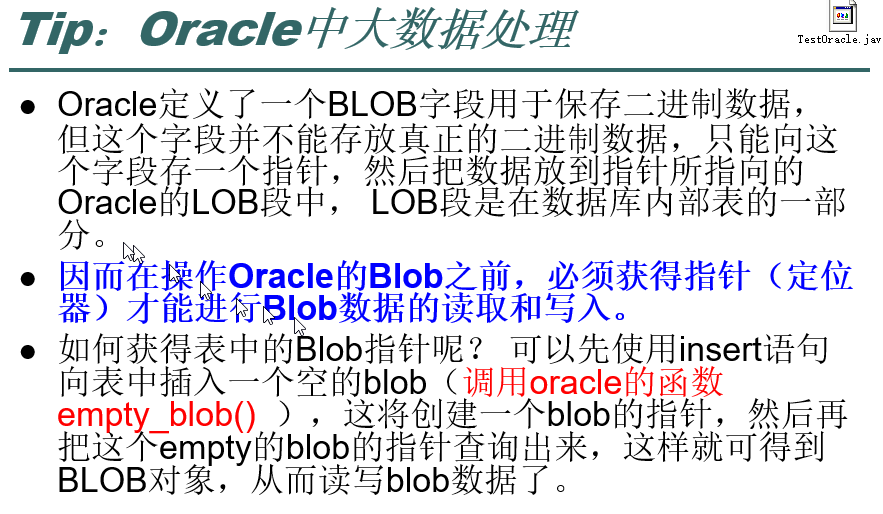 Tip：Oracle中大数据处理
TestOracle.jav
● Oracle定义了一个BLOB字段用于保存二进制数据，
但这个字段并不能存放真正的二进制数据，只能向这
个字段存一个指针，然后把数据放到指针所指向的
Oracle的LOB段中， LOB段是在数据库内部表的一部
分。
● 因而在操作Oracle的Blob之前，必须获得指针（定位
器）才能进行Blob数据的读取和写入。
● 如何获得表中的Blob指针呢？ 可以先使用insert语句
向表中插入一个空的blob（调用oracle的函数
empty_blob() ），这将创建一个blob的指针，然后再
把这个empty的blob的指针查询出来，这样就可得到
BLOB对象，从而读写blob数据了。